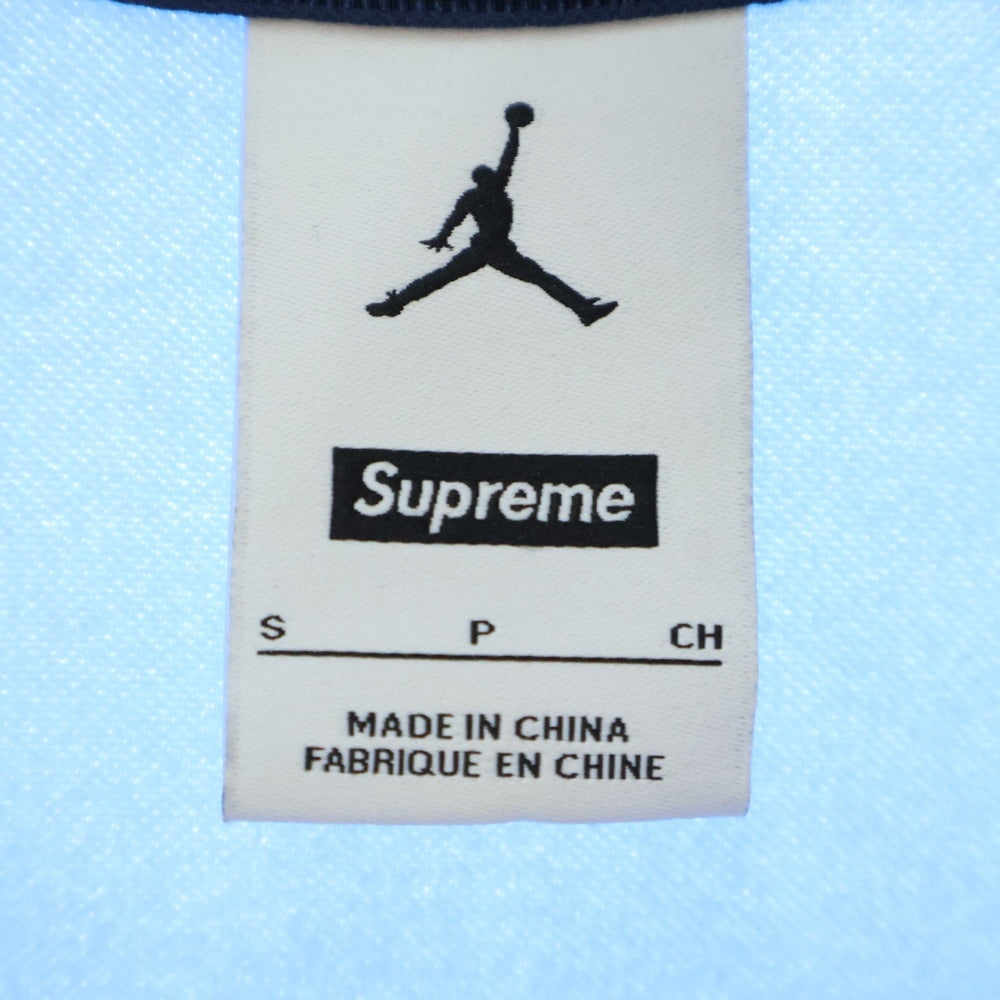 Supreme
S P CH
MADE IN CHINA
FABRIQUE EN CHINE